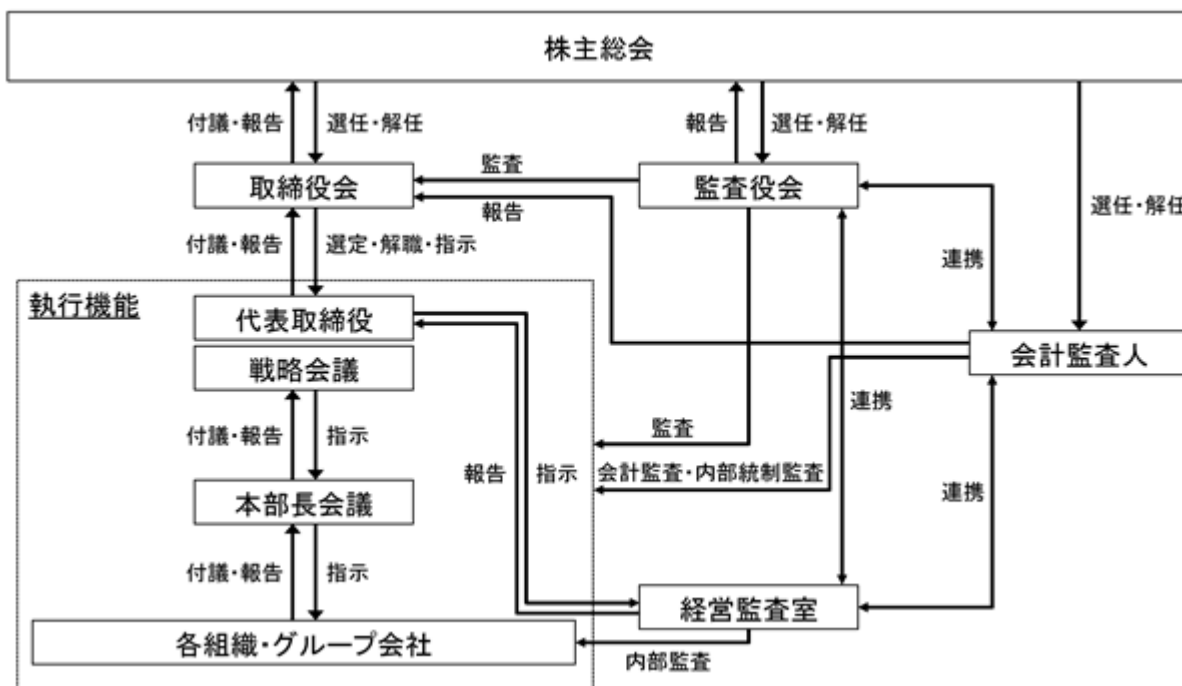 株主総会
付議・報告
選任・解任
報告
選任・解任
選任・解任
取締役会
監査
監査役会
報告
付議・報告
選定・解職・指示
連携
執行機能
代表取締役
会計監査人
戦略会議
連携
付議・報告
指示
監査
報告
指示
会計監査・内部統制監査
連携
本部長会議
付議・報告
指示
経営監査室
各組織・グループ会社
内部監査